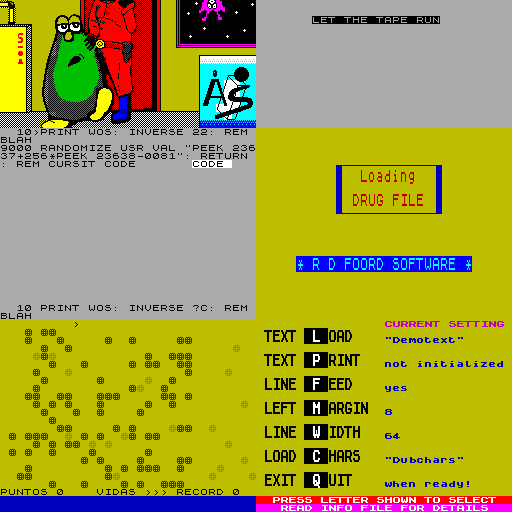 LET THE TAPE RUN
10>PRINT WOS: INVERSE 22: REM
BLAH
9000 RANDOMIZE USR VAL "PEEK 236
37+256*PEEK 23638-0081": RETURN
: REM CURSIT CODE CODE
10 PRINT WOS: INVERSE ?C: REM
BLAH
Loading
DRUG FILE
* R D FOORD SOFTWARE *
>
PUNTOS 0 VIDAS >>> RECORD 0
CURRENT SETTING
TEXT LOAD "Demotext"
TEXT PRINT not initialized
LINE FEED yes
LEFT MARGIN 8
LINE WIDTH 64
LOAD CHARS "Dubchars"
EXIT QUIT when ready!
PRESS LETTER SHOWN TO SELECT
READ INFO FILE FOR DETAILS